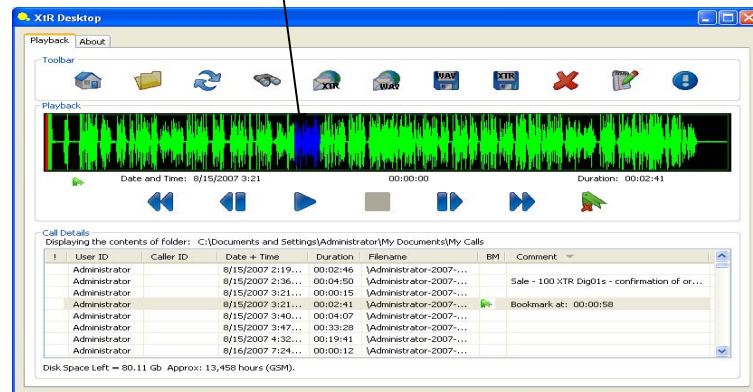 XtR Desktop
Playback About
Toolbar
XTR WAV WAV XTR
Playback
Date and Time: 8/15/2007 3:21 00:00:00 Duration: 00:02:41
Call Details
Displaying the contents of folder: C:\Documents and Settings\Administrator\My Documents\My Calls
! User ID Caller ID Date + Time Duration Filename BM Comment
Administrator 8/15/2007 2:19... 00:02:46 \Administrator-2007-...
Administrator 8/15/2007 2:36... 00:04:50 \Administrator-2007-... Sale - 100 XTR Dig01s - confirmation of or...
Administrator 8/15/2007 3:21... 00:00:15 \Administrator-2007-...
Administrator 8/15/2007 3:21... 00:02:41 \Administrator-2007-... Bookmark at: 00:00:58
Administrator 8/15/2007 3:40... 00:04:07 \Administrator-2007-...
Administrator 8/15/2007 3:47... 00:33:28 \Administrator-2007-...
Administrator 8/15/2007 4:32... 00:19:41 \Administrator-2007-...
Administrator 8/16/2007 7:24... 00:00:12 \Administrator-2007-...
Disk Space Left = 80.11 Gb Approx: 13,458 hours (GSM).